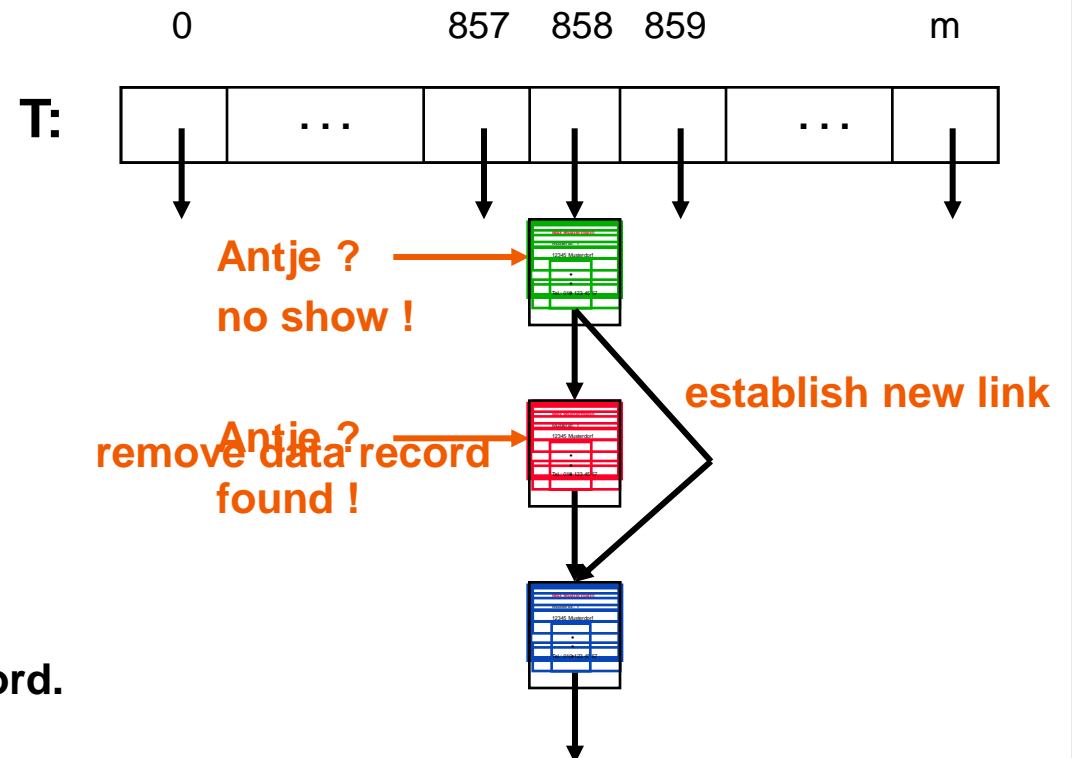 0 857 858 859 m
T: . . . . . .
Antje ?
no show !
establish new link
Antje ?
remove data record
found !
12345 Musterdorf
12345 Musterdorf
12345 Musterdorf
ord.